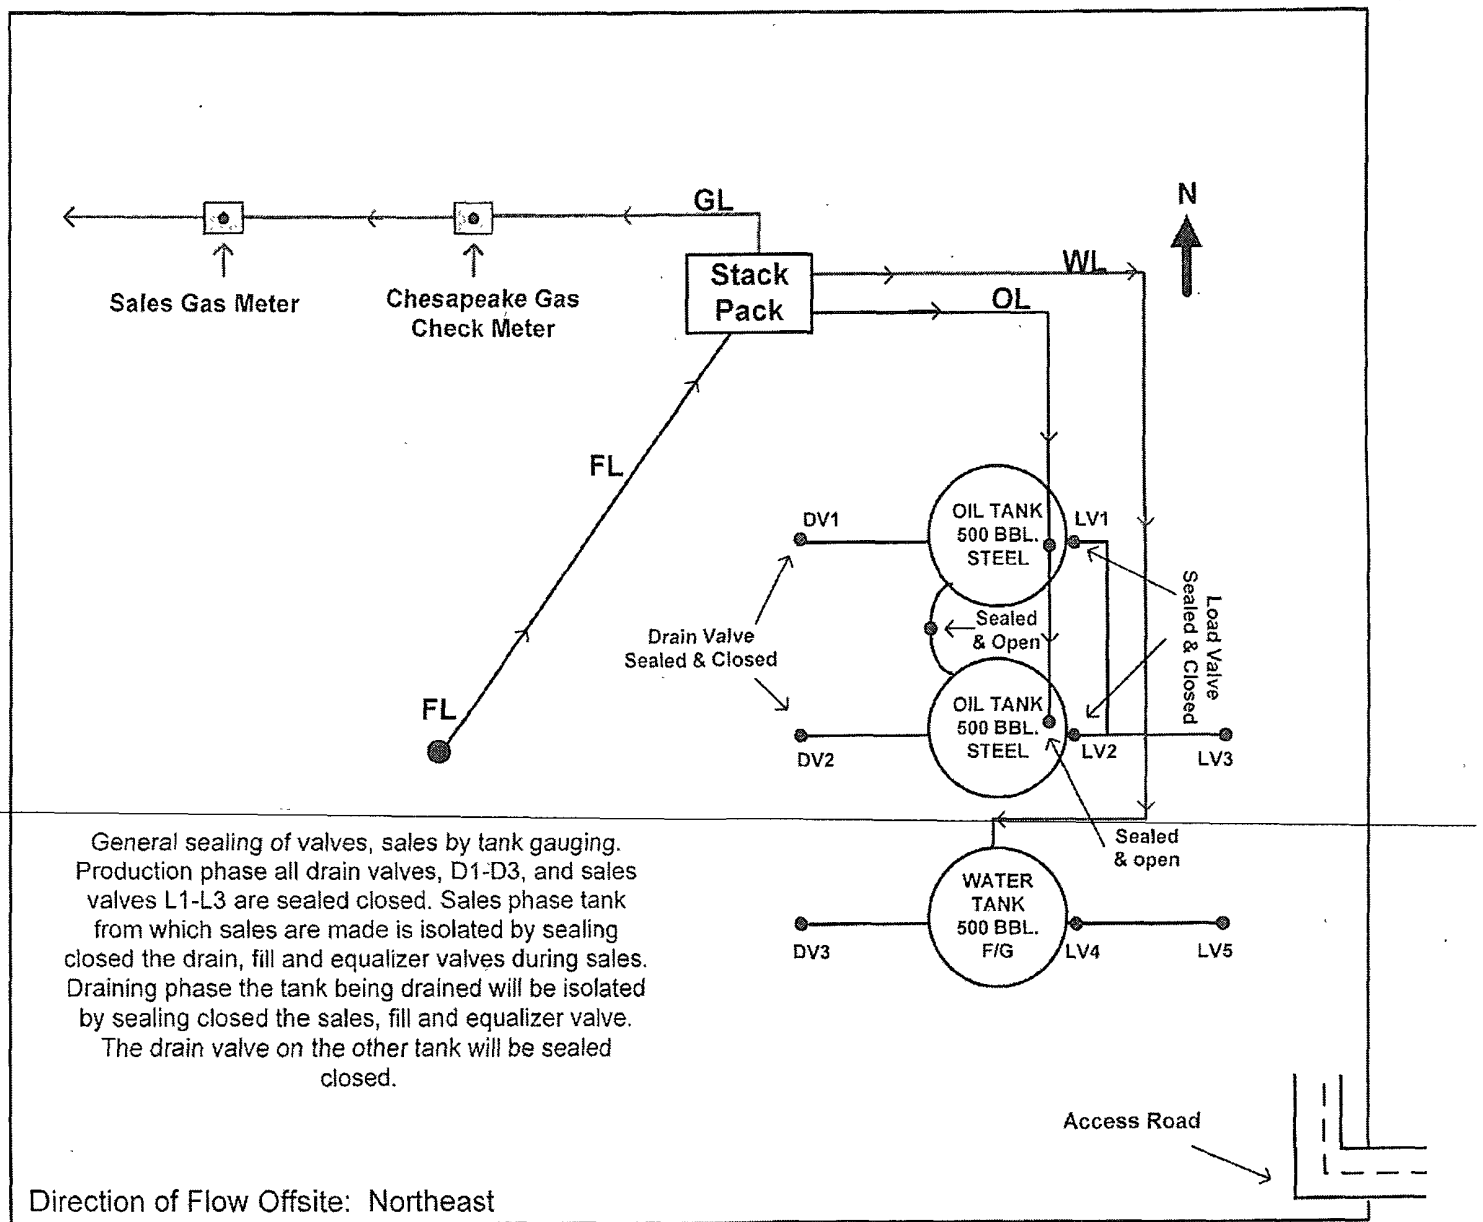 N
GL
WL
OL
Stack
Pack
Sales Gas Meter
Chesapeake Gas
Check Meter
FL
FL
DV1
OIL TANK
500 BBL.
STEEL
LV1
Load Valve
Sealed & Closed
Sealed
& Open
Drain Valve
Sealed & Closed
DV2
OIL TANK
500 BBL.
STEEL
LV2
LV3
Sealed
& open
WATER
TANK
500 BBL.
F/G
DV3
LV4
LV5
General sealing of valves, sales by tank gauging.
Production phase all drain valves, D1-D3, and sales
valves L1-L3 are sealed closed. Sales phase tank
from which sales are made is isolated by sealing
closed the drain, fill and equalizer valves during sales.
Draining phase the tank being drained will be isolated
by sealing closed the sales, fill and equalizer valve.
The drain valve on the other tank will be sealed
closed.
Access Road
Direction of Flow Offsite: Northeast